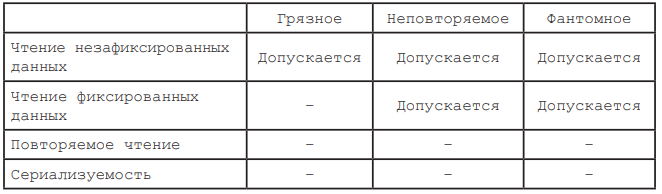 Грязное Неповторяемое Фантомное
Чтение незафиксированных
данных
Допускается Допускается Допускается
Чтение фиксированных
данных
– Допускается Допускается
Повторяемое чтение – – –
Сериализуемость – – –